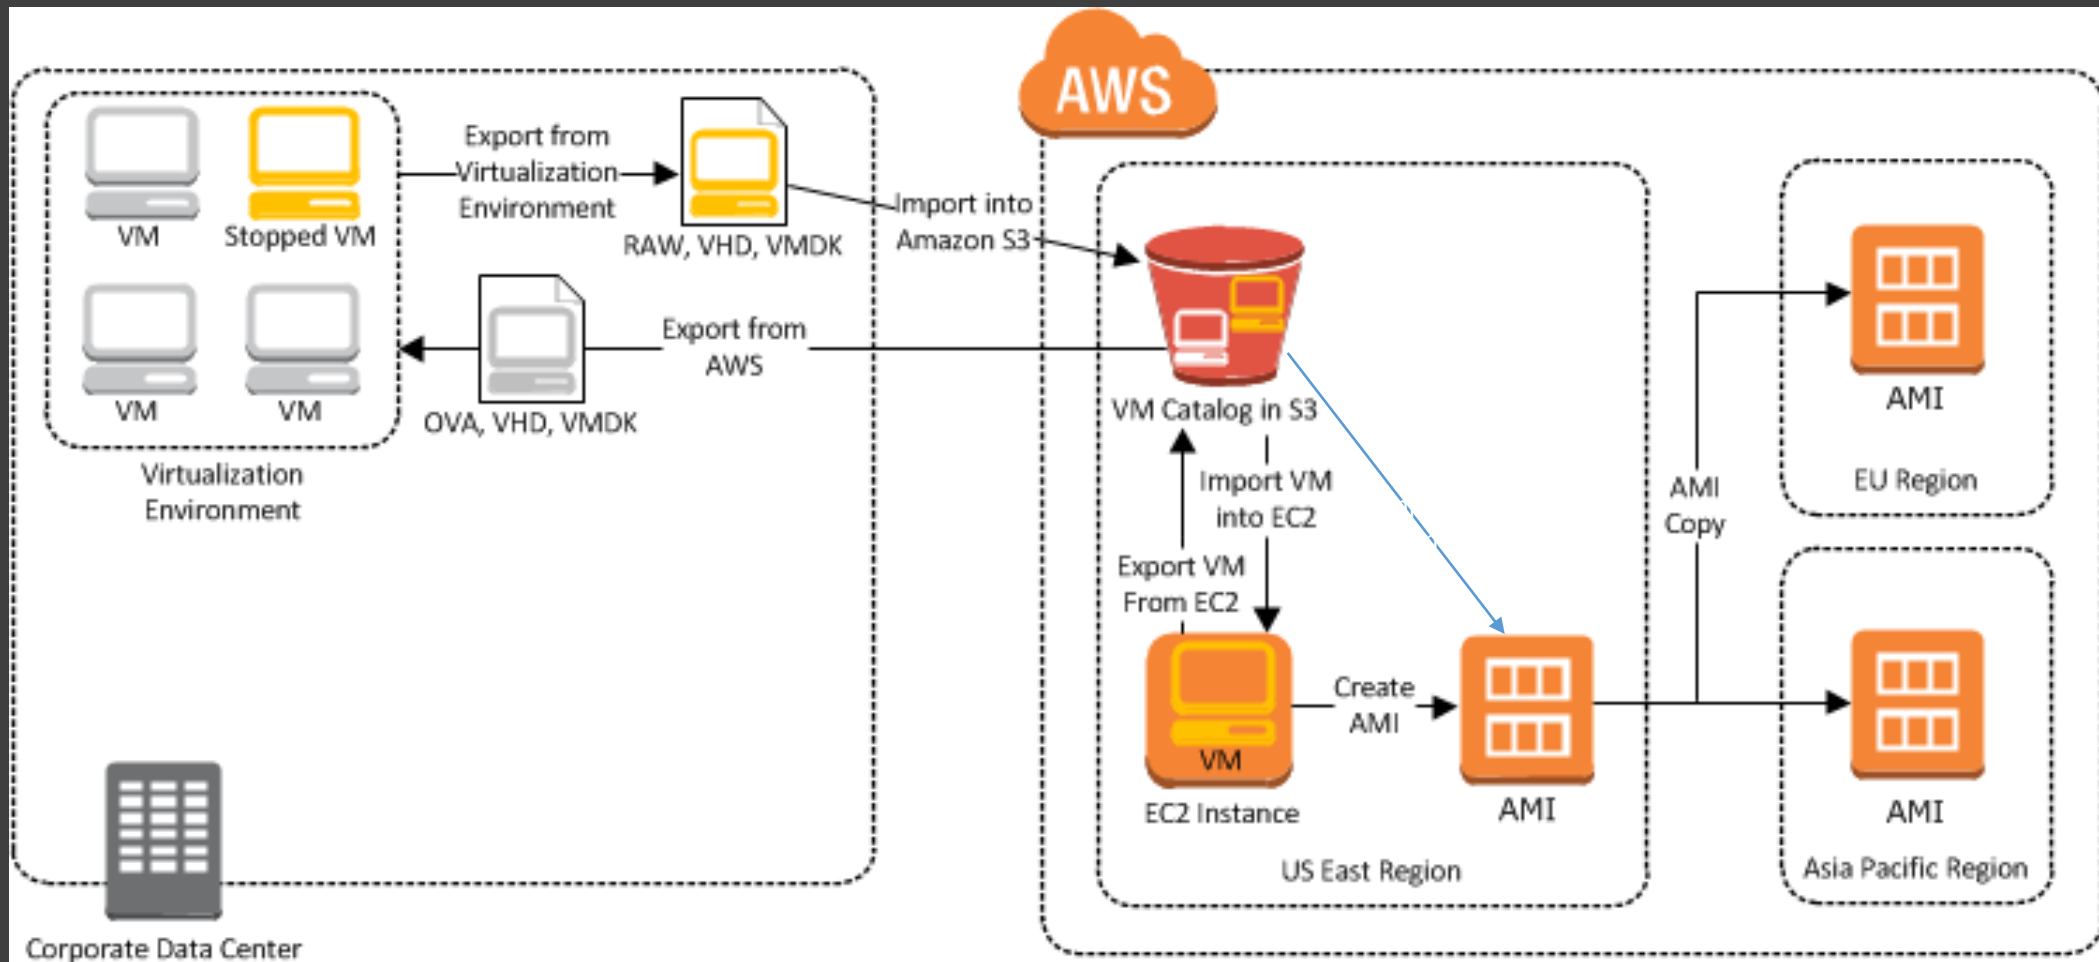 AWS
VM
Stopped VM
Export from
Virtualization
Environment
RAW, VHD, VMDK
Import into
Amazon S3
VM
VM
OVA, VHD, VMDK
Export from
AWS
Virtualization
Environment
Corporate Data Center
VM Catalog in S3
Import VM
into EC2
Export VM
From EC2
VM
EC2 Instance
Create
AMI
AMI
US East Region
AMI
Copy
AMI
EU Region
AMI
Asia Pacific Region